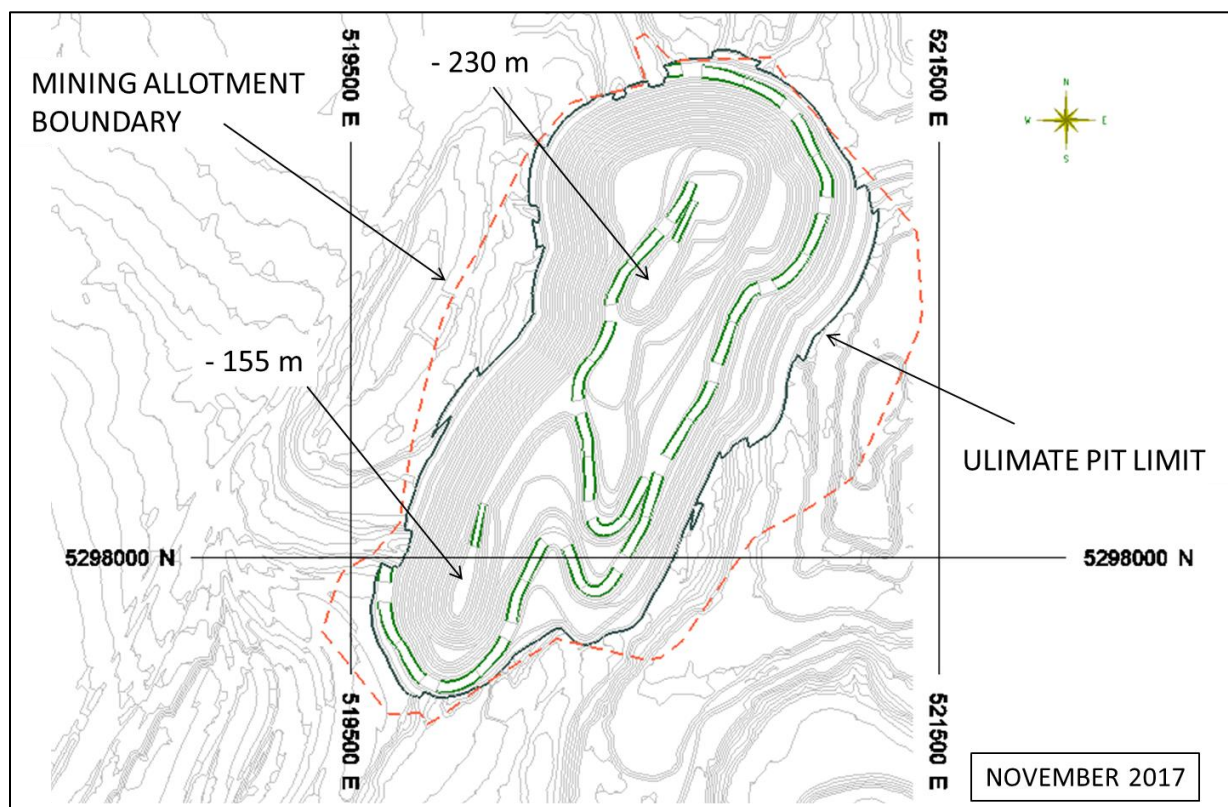 519500 E
521500 E
- 230 m
MINING ALLOTMENT
BOUNDARY
N
W
E
S
- 155 m
ULIMATE PIT LIMIT
5298000 N
5298000 N
519500 E
521500 E
NOVEMBER 2017